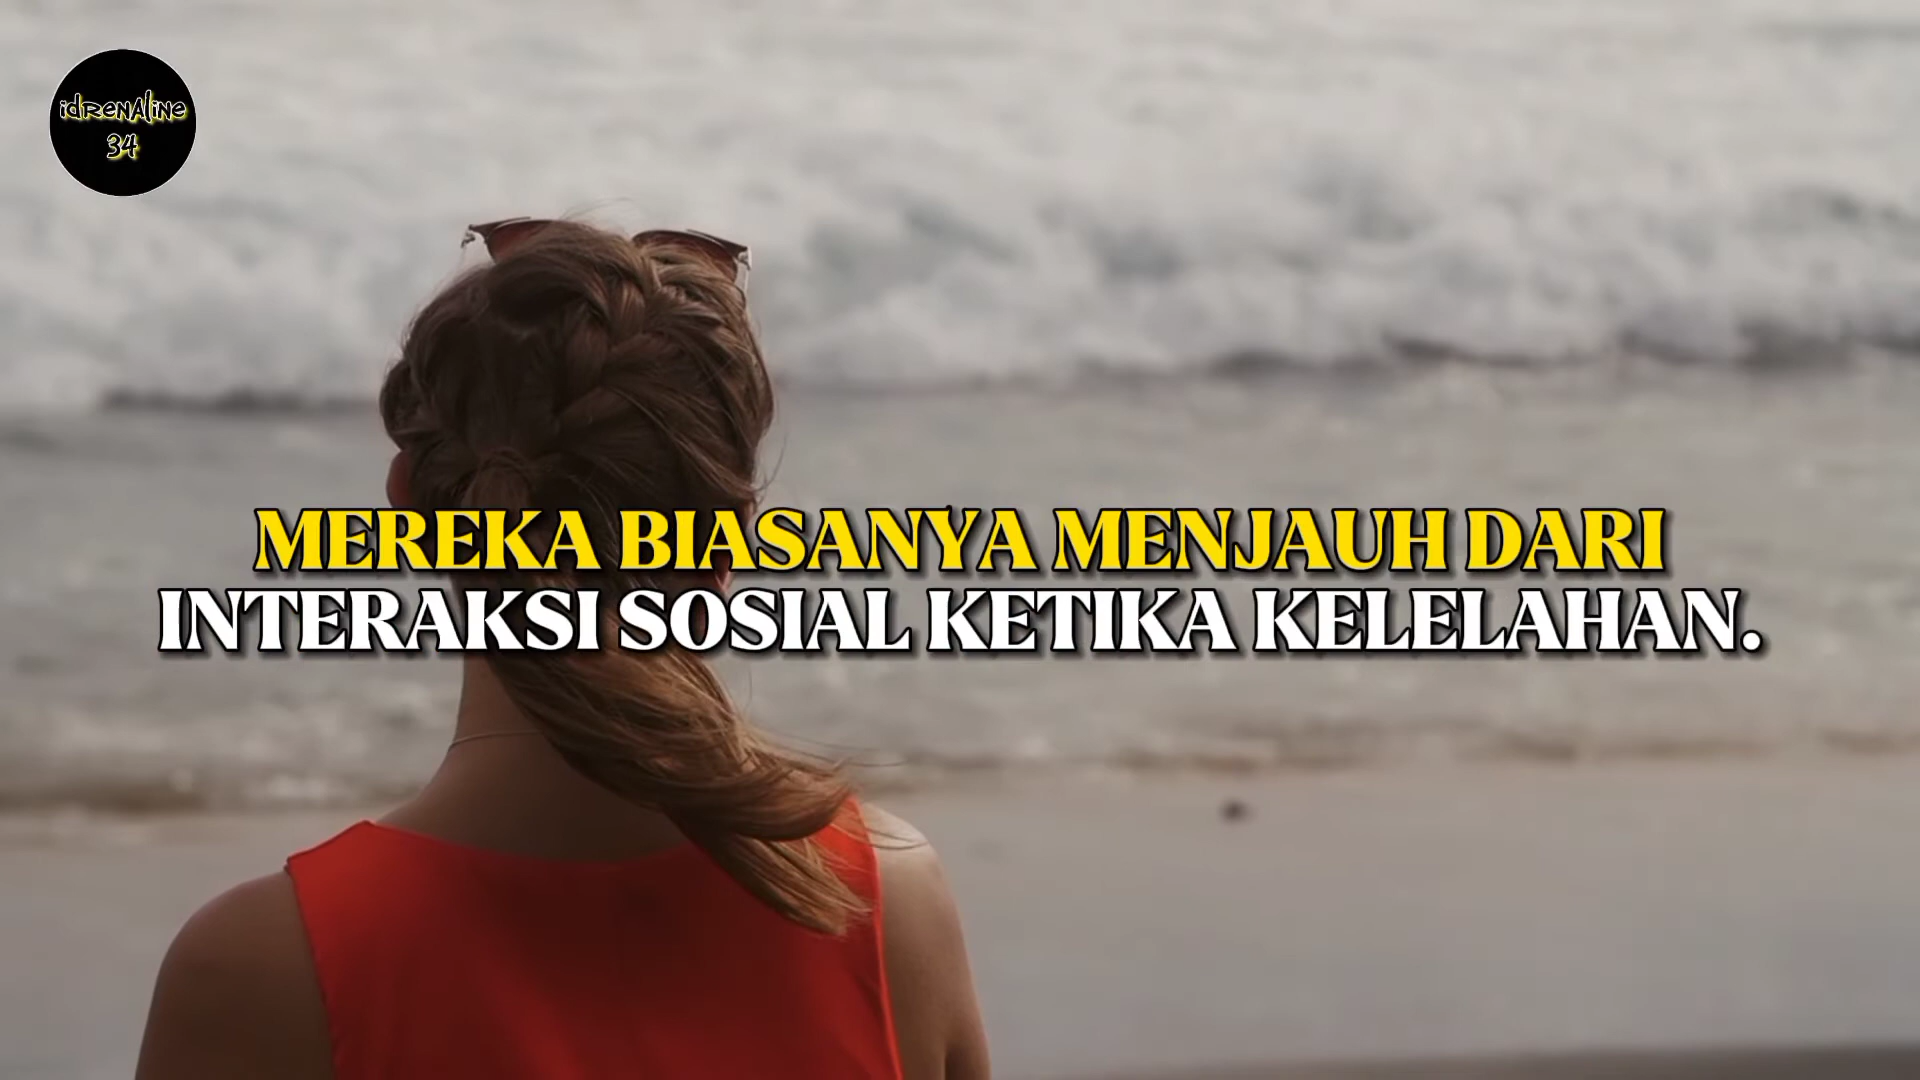 idRenAline
34
MEREKA BIASANYA MENJAUH DARI
INTERAKSI SOSIAL KETIKA KELELAHAN.